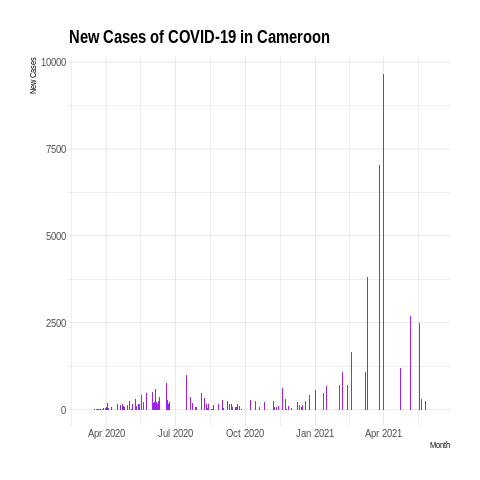 New Cases of COVID-19 in Cameroon
New Cases
10000
7500
5000
2500
0
Apr 2020 Jul 2020 Oct 2020 Jan 2021 Apr 2021
Month